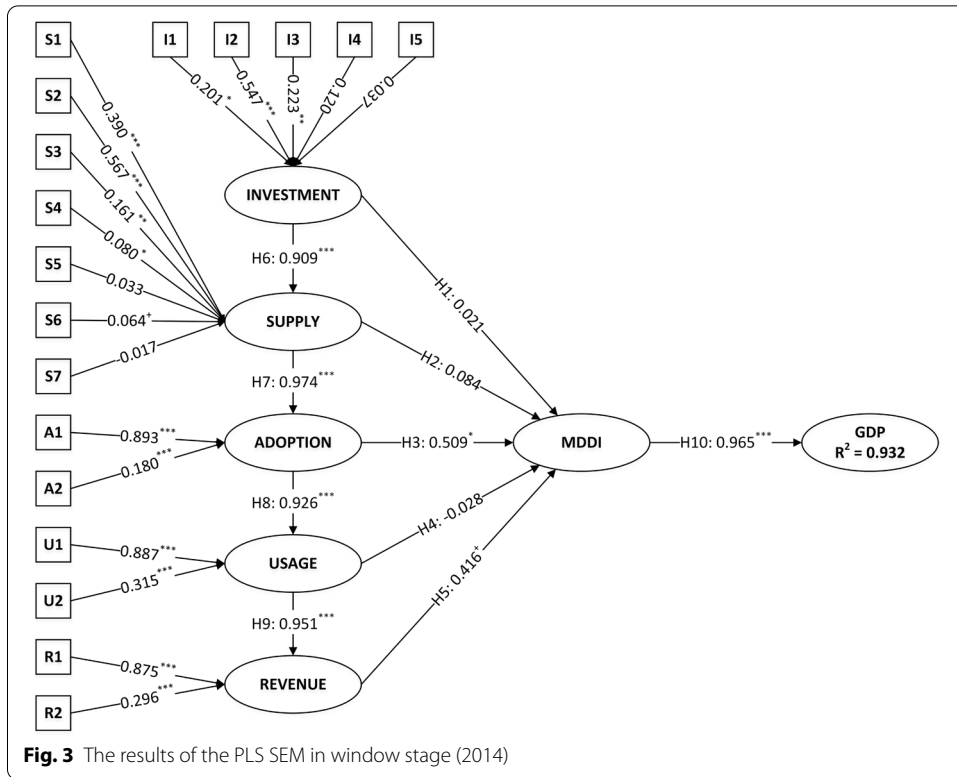 S1
S2
S3
S4
S5
S6
S7
A1
A2
U1
U2
R1
R2
I1 I2 I3 I4 I5
0.201 *
0.547 ***
0.223 **
0.120
0.037
0.390 ***
0.567 ***
0.161 **
0.080 *
0.033
0.064+
-0.017
0.893 ***
0.180 ***
0.887 ***
0.315 ***
0.875 ***
0.296 ***
INVESTMENT
H6: 0.909***
SUPPLY
H7: 0.974***
ADOPTION
H8: 0.926***
USAGE
H9: 0.951***
REVENUE
H1: 0.021
H2: 0.084
H3: 0.509*
H4: -0.028
H5: 0.416+
MDDI
H10: 0.965***
GDP
R² = 0.932
Fig. 3 The results of the PLS SEM in window stage (2014)